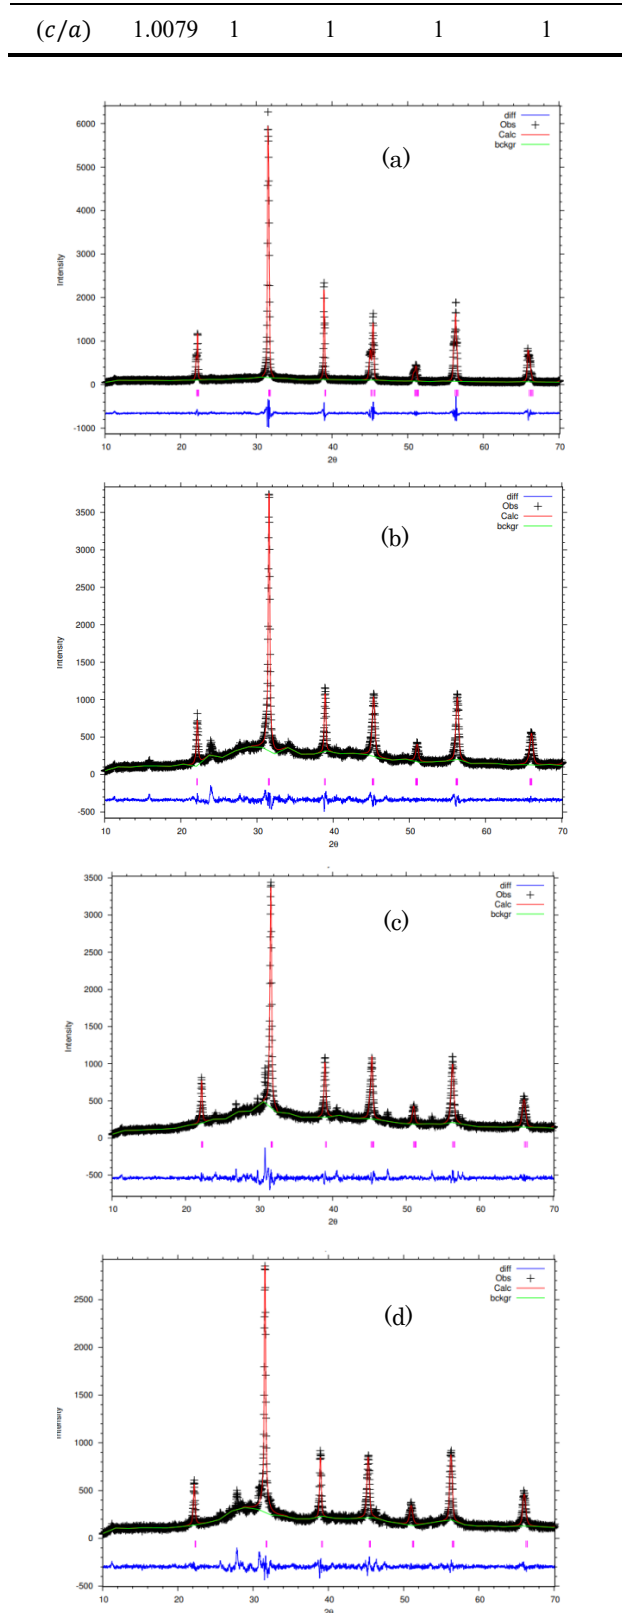 (c/a) 1.0079 1 1 1 1
diff
Obs
Calc
bckgr
(a)
6000
5000
4000
3000
2000
1000
0
-1000
Intensity
10 20 30 40 50 60 70
2θ
diff
Obs
Calc
bckgr
(b)
3500
3000
2500
2000
1500
1000
500
0
-500
Intensity
10 20 30 40 50 60 70
2θ
diff
Obs
Calc
bckgr
(c)
3500
3000
2500
2000
1500
1000
500
0
-500
Intensity
10 20 30 40 50 60 70
2θ
diff
Obs
Calc
bckgr
(d)
2500
2000
1500
1000
500
0
-500
Intensity
10 20 30 40 50 60 70
2θ